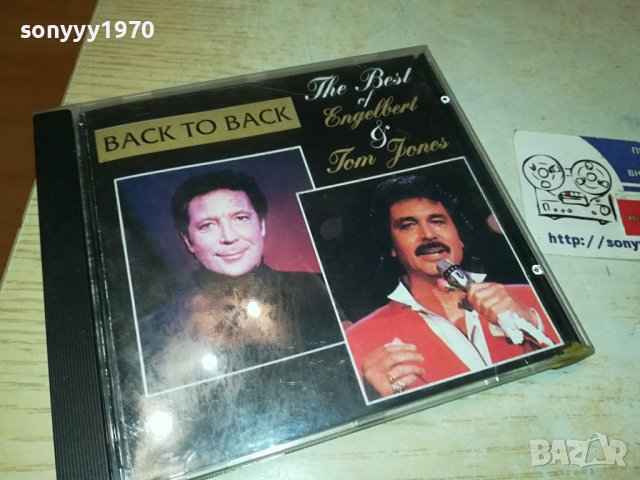 sonyyy1970
BACK TO BACK
The Best
of
Engelbert
&
Tom Jones
http://sony
BAZAR